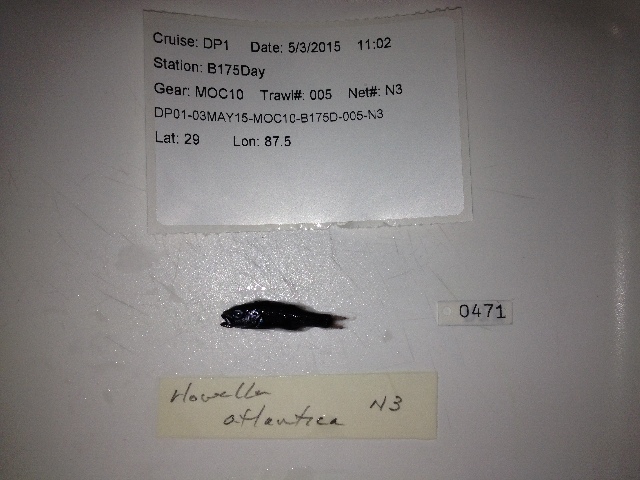 Cruise: DP1 Date: 5/3/2015 11:02
Station: B175Day
Gear: MOC10 Trawl#: 005 Net#: N3
DP01-03MAY15-MOC10-B175D-005-N3
Lat: 29 Lon: 87.5
0471
Howella N3
atlantica